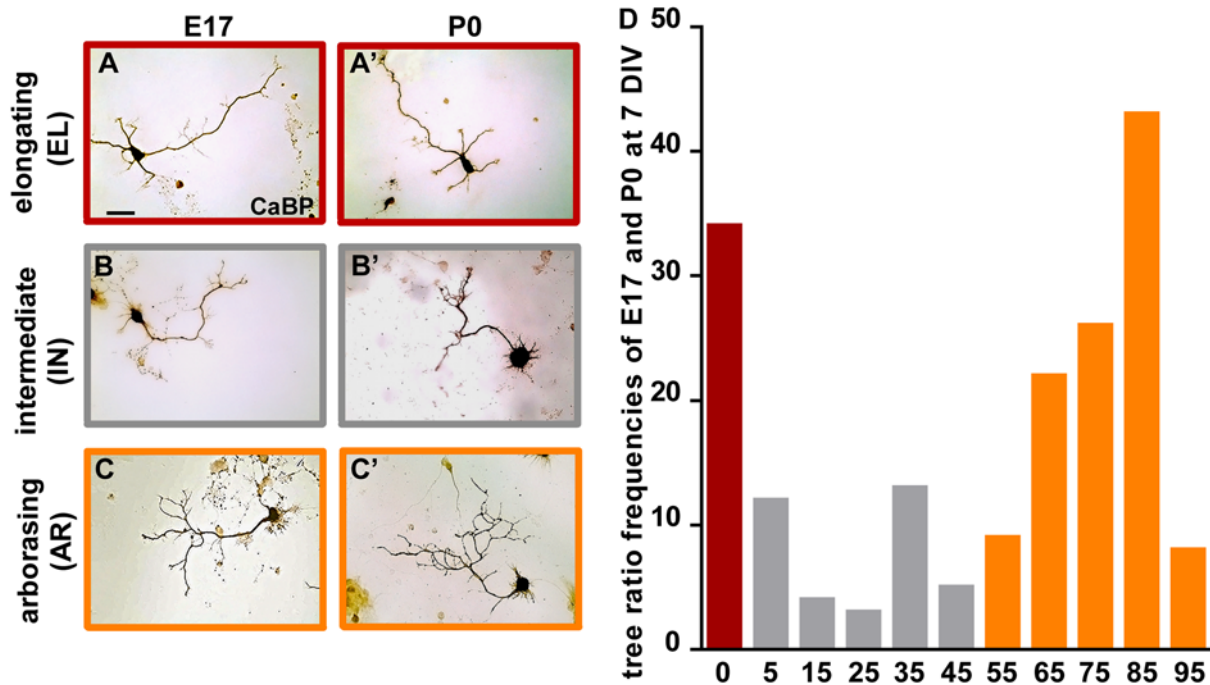 E17
P0
elongating
(EL)
A
A'
CaBP
intermediate
(IN)
B
B'
arborasing
(AR)
C
C'
D
tree ratio frequencies of E17 and P0 at 7 DIV
50
40
30
20
10
0
0 5 15 25 35 45 55 65 75 85 95